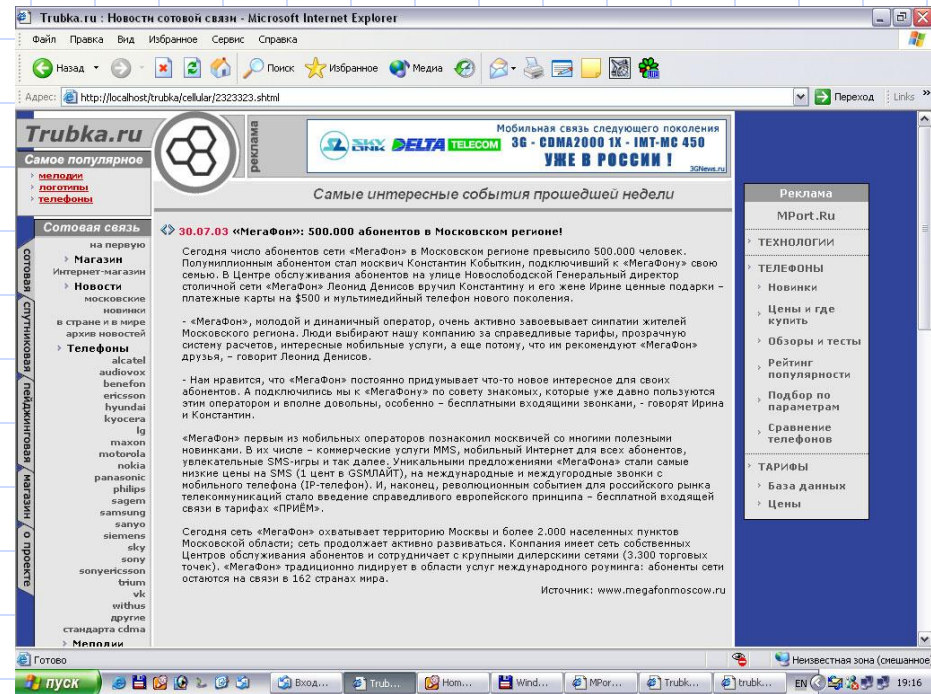 Trubka.ru : Новости сотовой связи - Microsoft Internet Explorer
Файл Правка Вид Избранное Сервис Справка
Назад Поиск Избранное Медиа
Адрес: http://localhost/trubka/cellular/2323323.shtml Переход Links »
Trubka.ru
реклама
SKY LINK DELTA TELECOM
Мобильная связь следующего поколения
3G - CDMA2000 1X - IMT-MC 450
УЖЕ В РОССИИ !
3GNews.ru
Самое популярное
мелодии
логотипы
телефоны
Самые интересные события прошедшей недели
сотовая
спутниковая
пейджинговая
магазин
о проекте
Сотовая связь
на первую
Магазин
Интернет-магазин
Новости
московские
новинки
в стране и в мире
архив новостей
Телефоны
alcatel
audiovox
benefon
ericsson
hyundai
kyocera
lg
maxon
motorola
nokia
panasonic
philips
sagem
samsung
sanyo
siemens
sky
sony
sonyericsson
trium
vk
withus
другие
стандарта cdma
Мелодии
30.07.03 «МегаФон»: 500.000 абонентов в Московском регионе!
Сегодня число абонентов сети «МегаФон» в Московском регионе превысило 500.000 человек.
Полумиллионным абонентом стал москвич Константин Кобыткин, подключивший к «МегаФону» свою
семью. В Центре обслуживания абонентов на улице Новослободской Генеральный директор
столичной сети «МегаФон» Леонид Денисов вручил Константину и его жене Ирине ценные подарки –
платежные карты на $500 и мультимедийный телефон нового поколения.
- «МегаФон», молодой и динамичный оператор, очень активно завоевывает симпатии жителей
Московского региона. Люди выбирают нашу компанию за справедливые тарифы, прозрачную
систему расчетов, интересные мобильные услуги, а еще потому, что им рекомендуют «МегаФон»
друзья, – говорит Леонид Денисов.
- Нам нравится, что «МегаФон» постоянно придумывает что-то новое интересное для своих
абонентов. А подключились мы к «МегаФону» по совету знакомых, которые уже давно пользуются
этим оператором и вполне довольны, особенно – бесплатными входящими звонками, - говорят Ирина
и Константин.
«МегаФон» первым из мобильных операторов познакомил москвичей со многими полезными
новинками. В их числе – коммерческие услуги MMS, мобильный Интернет для всех абонентов,
увлекательные SMS-игры и так далее. Уникальными предложениями «МегаФона» стали самые
низкие цены на SMS (1 цент в GSMЛАЙТ), на международные и междугородные звонки с
мобильного телефона (IP-телефон). И, наконец, революционным событием для российского рынка
телекоммуникаций стало введение справедливого европейского принципа – бесплатной входящей
связи в тарифах «ПРИЁМ».
Сегодня сеть «МегаФон» охватывает территорию Москвы и более 2.000 населенных пунктов
Московской области; сеть продолжает активно развиваться. Компания имеет сеть собственных
Центров обслуживания абонентов и сотрудничает с крупными дилерскими сетями (3.300 торговых
точек). «МегаФон» традиционно лидирует в области услуг международного роуминга: абоненты сети
остаются на связи в 162 странах мира.
Источник: www.megafonmoscow.ru
Реклама
MPort.Ru
ТЕХНОЛОГИИ
ТЕЛЕФОНЫ
Новинки
Цены и где
купить
Обзоры и тесты
Рейтинг
популярности
Подбор по
параметрам
Сравнение
телефонов
ТАРИФЫ
База данных
Цены
Готово Неизвестная зона (смешанное
пуск Вход... Trub... Hom... Wind... MPor... Trubk... trubk... EN 19:16